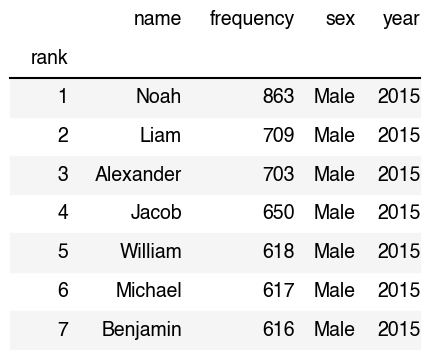 name frequency sex year
rank
1 Noah 863 Male 2015
2 Liam 709 Male 2015
3 Alexander 703 Male 2015
4 Jacob 650 Male 2015
5 William 618 Male 2015
6 Michael 617 Male 2015
7 Benjamin 616 Male 2015